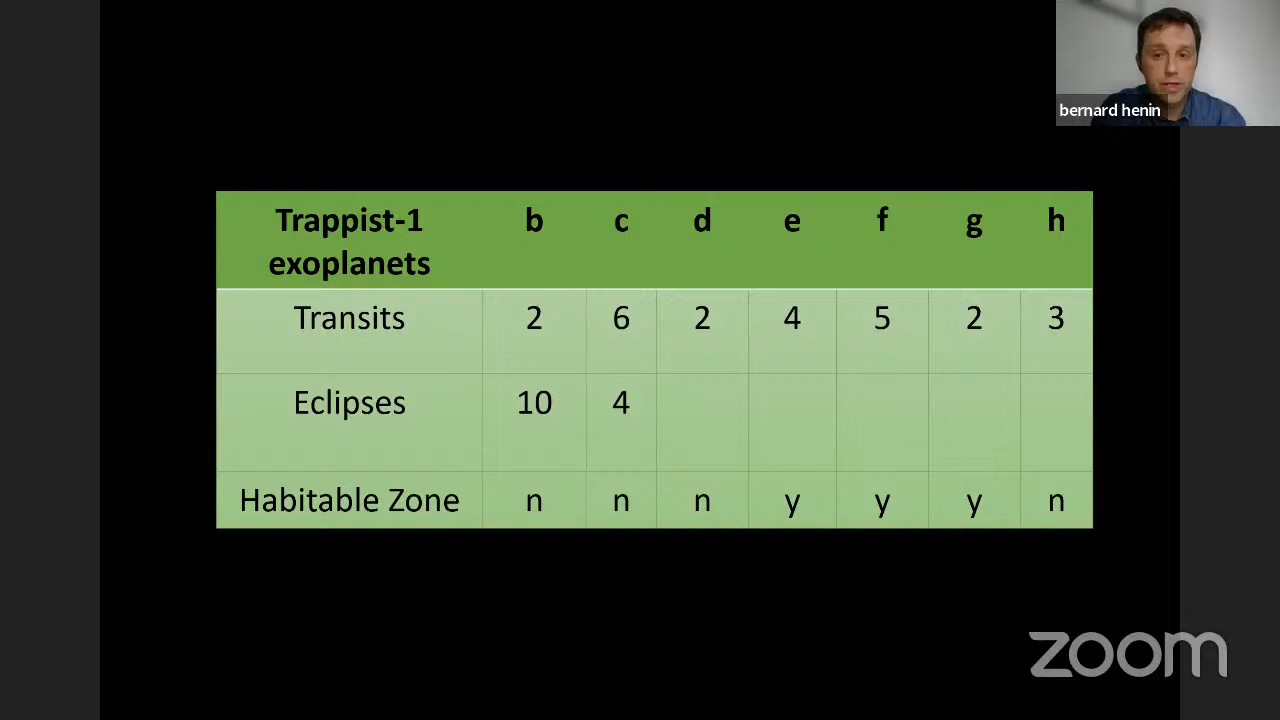 bernard henin
Trappist-1 b c d e f g h
exoplanets
Transits 2 6 2 4 5 2 3
Eclipses 10 4
Habitable Zone n n n y y y n
zoom